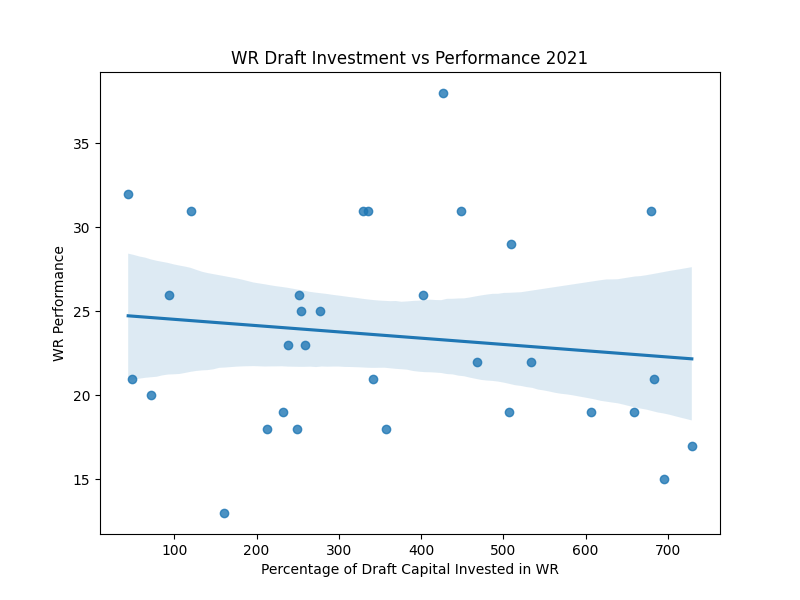 WR Draft Investment vs Performance 2021
WR Performance
35
30
25
20
15
100 200 300 400 500 600 700
Percentage of Draft Capital Invested in WR